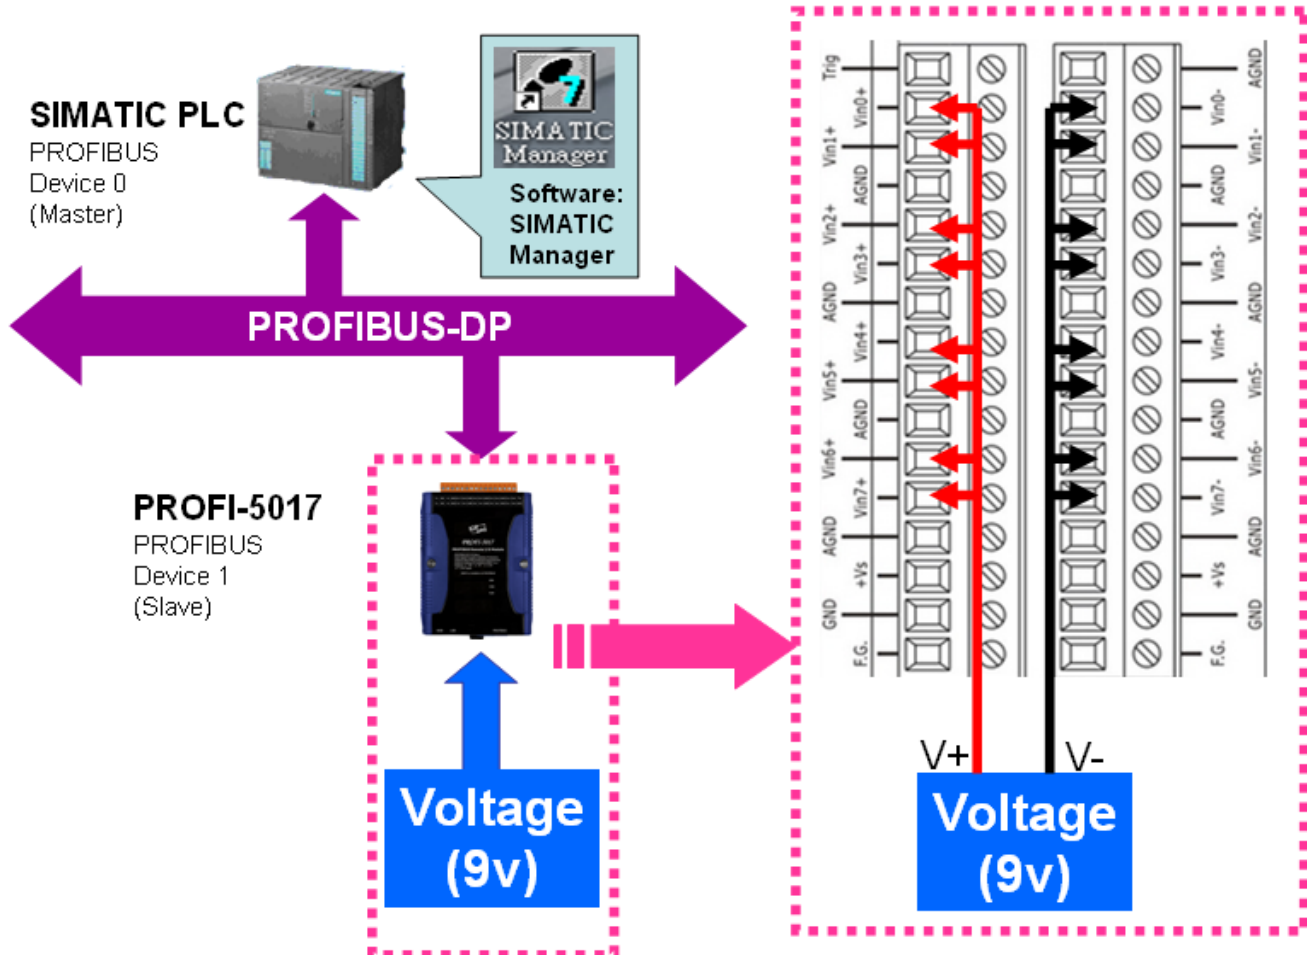 SIMATIC PLC
PROFIBUS
Device 0
(Master)
SIMATIC
Manager
Software:
SIMATIC
Manager
PROFIBUS-DP
PROFI-5017
PROFIBUS
Device 1
(Slave)
PROFI-5017
Voltage
(9v)
Trig
Vin0+
Vin1+
AGND
Vin2+
Vin3+
AGND
Vin4+
Vin5+
AGND
Vin6+
Vin7+
AGND
+Vs
GND
F.G.
AGND
Vin0-
Vin1-
AGND
Vin2-
Vin3-
AGND
Vin4-
Vin5-
AGND
Vin6-
Vin7-
AGND
+Vs
GND
F.G.
V+
V-
Voltage
(9v)